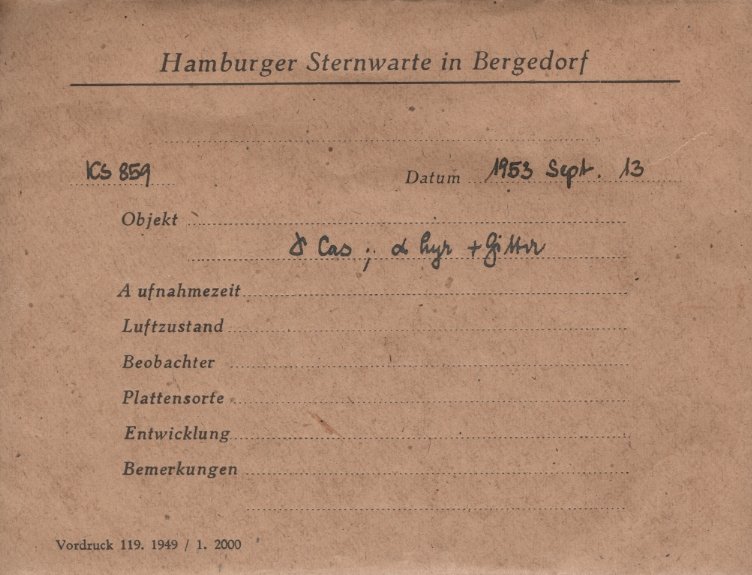 Hamburger Sternwarte in Bergedorf
KS 859 Datum 1953 Sept. 13
Objekt
δ Cas ; α Lyr + Gitter
Aufnahmezeit
Luftzustand
Beobachter
Plattensorte
Entwicklung
Bemerkungen
Vordruck 119. 1949 / 1. 2000